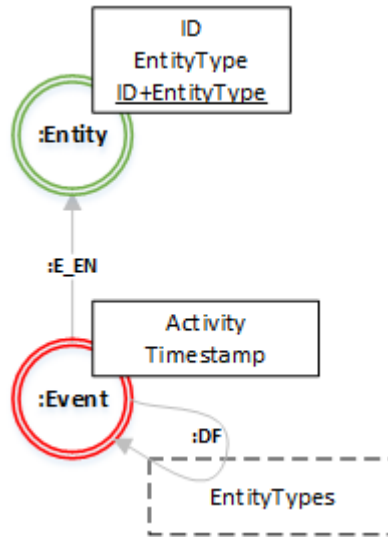 ID
EntityType
ID+EntityType
:Entity
:E_EN
Activity
Timestamp
:Event
:DF
EntityTypes